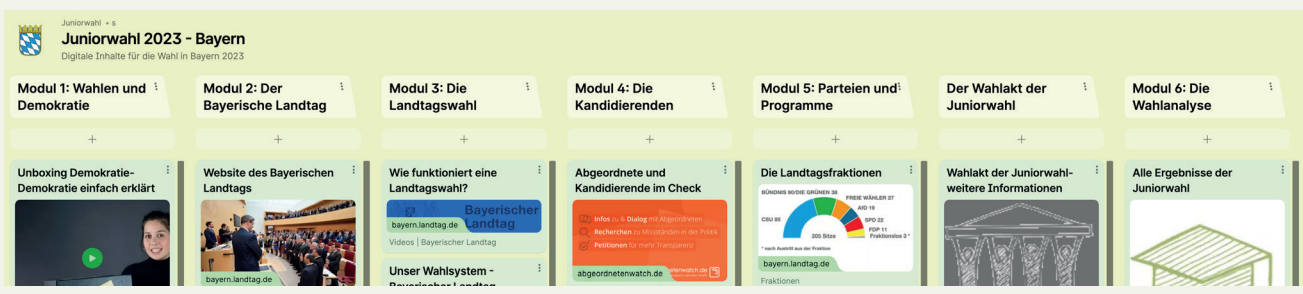 Juniorwahl + s
Juniorwahl 2023 - Bayern
Digitale Inhalte für die Wahl in Bayern 2023
Modul 1: Wahlen und
Demokratie
Modul 2: Der
Bayerische Landtag
Modul 3: Die
Landtagswahl
Modul 4: Die
Kandidierenden
Modul 5: Parteien und
Programme
Der Wahlakt der
Juniorwahl
Modul 6: Die
Wahlanalyse
Unboxing Demokratie-
Demokratie einfach erklärt
Website des Bayerischen
Landtags
bayern.landtag.de
Wie funktioniert eine
Landtagswahl?
Bayerischer
Landtag
bayern.landtag.de
Videos | Bayerischer Landtag
Unser Wahlsystem -
Bayerischer Landtag
Abgeordnete und
Kandidierende im Check
Infos zu & Dialog mit Abgeordneten
Recherchen zu Missständen in der Politik
Petitionen für mehr Transparenz
abgeordnetenwatch.de
Die Landtagsfraktionen
BÜNDNIS 90/DIE GRÜNEN 38
FREIE WÄHLER 27
AfD 19
CSU 85
SPD 22
FDP 11
205 Sitze
Fraktionslos 3 *
* nach Austritt aus der Fraktion
bayern.landtag.de
Fraktionen
Wahlakt der Juniorwahl-
weitere Informationen
Alle Ergebnisse der
Juniorwahl